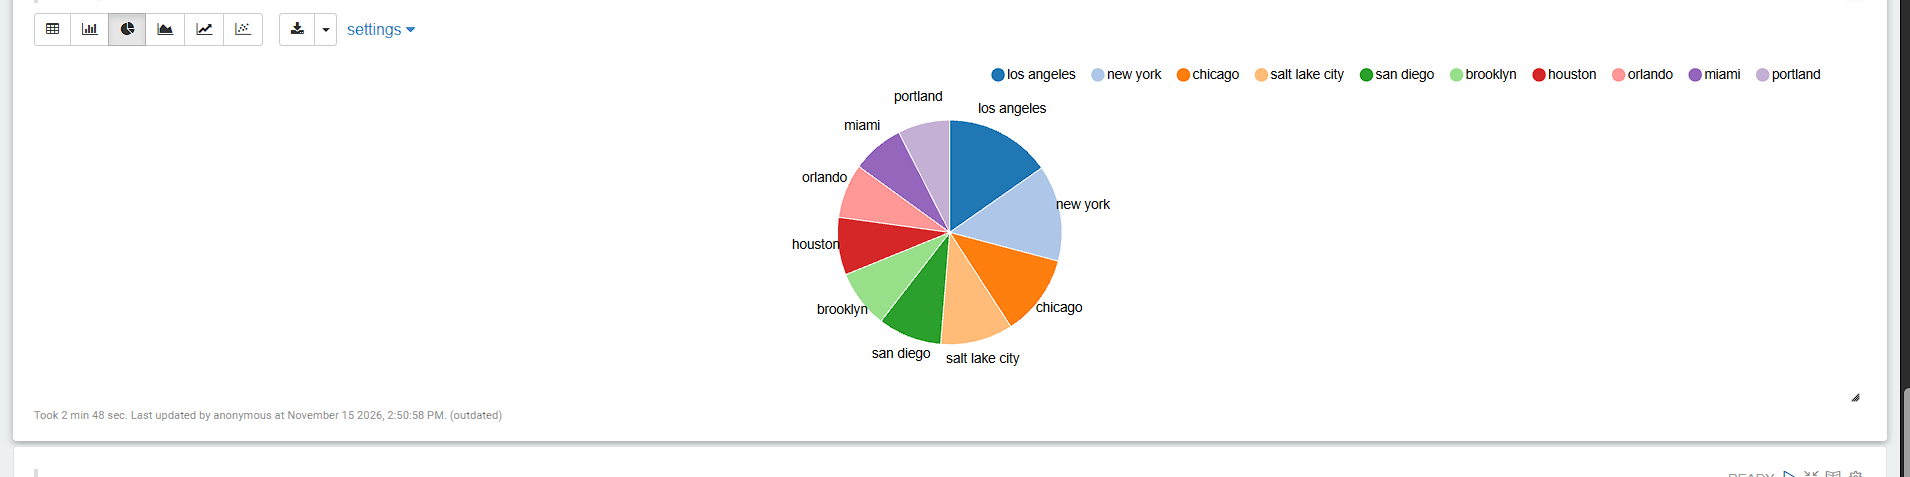 settings
los angeles new york chicago salt lake city san diego brooklyn houston orlando miami portland
portland
los angeles
miami
orlando
new york
houston
brooklyn
chicago
san diego
salt lake city
Took 2 min 48 sec. Last updated by anonymous at November 15 2026, 2:50:58 PM. (outdated)
READY